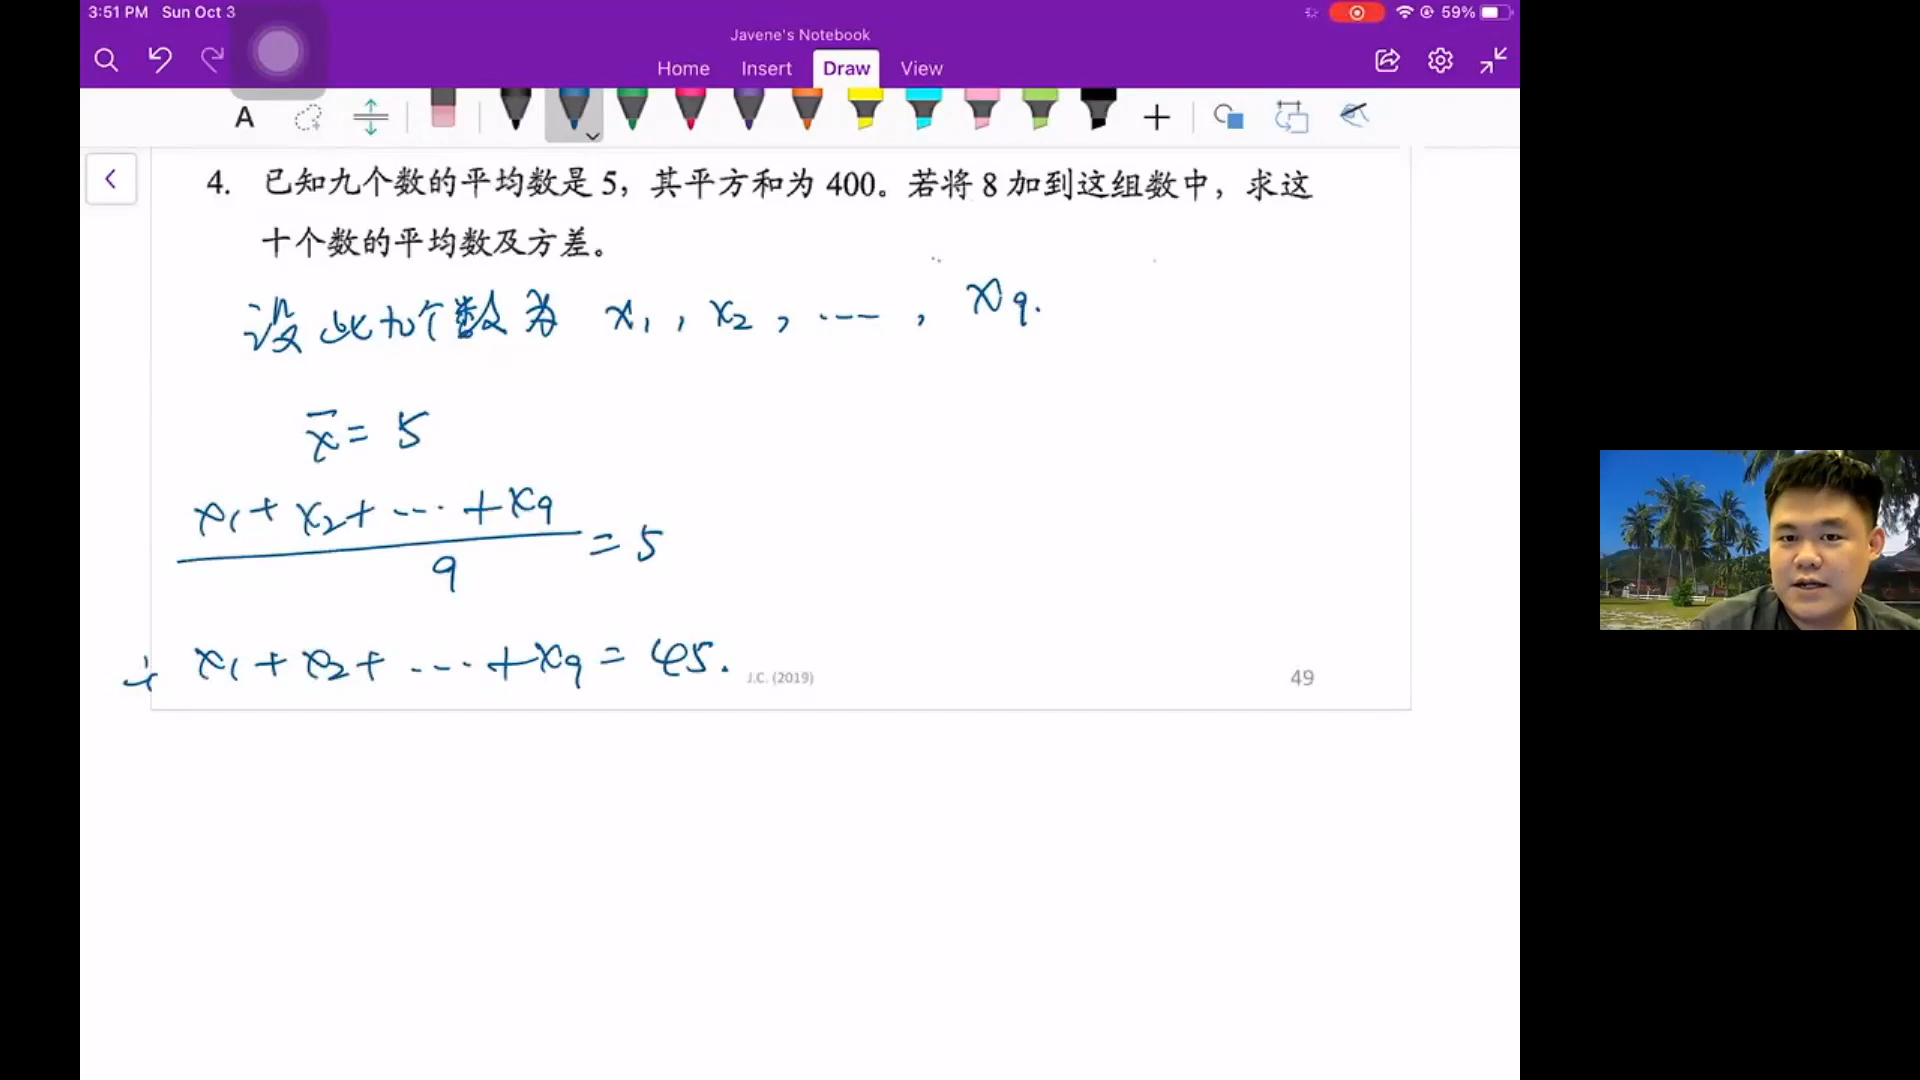 3:51 PM Sun Oct 3
59%
Javene's Notebook
Home Insert Draw View
A
4. 已知九个数的平均数是 5，其平方和为 400。若将 8 加到这组数中，求这
十个数的平均数及方差。
设此九个数为 x₁, x₂, ..., x₉.
x̄ = 5
x₁ + x₂ + ... + x₉
9
= 5
x₁ + x₂ + ... + x₉ = 45.
J.C. (2019)
49